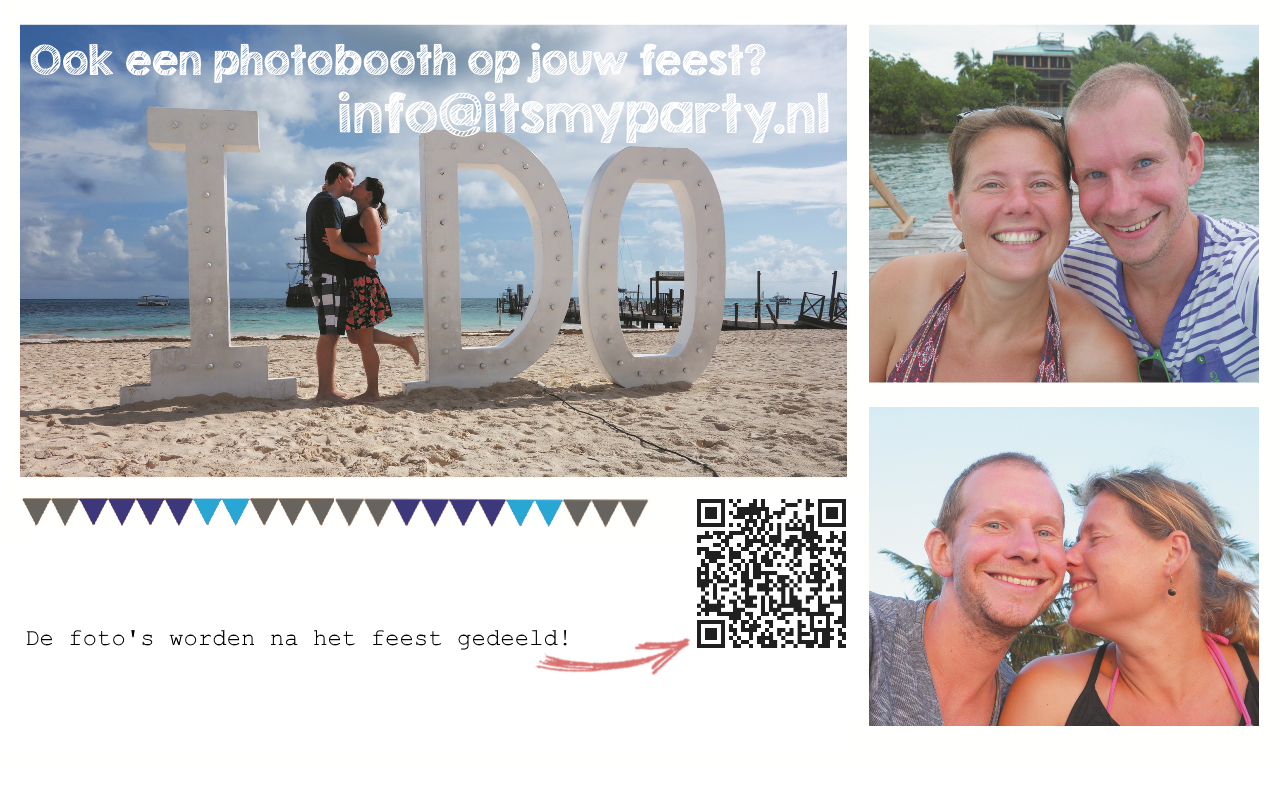 Ook een photobooth op jouw feest?
info@itsmyparty.nl
I DO
De foto's worden na het feest gedeeld!